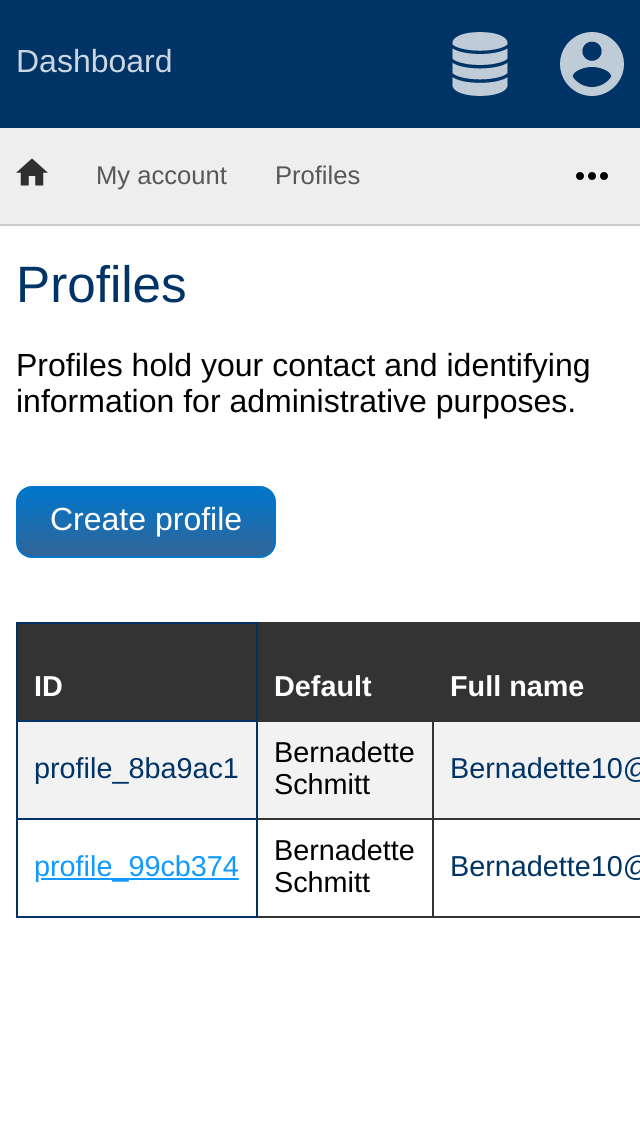 Dashboard
My account Profiles
Profiles
Profiles hold your contact and identifying
information for administrative purposes.
Create profile
ID Default Full name
profile_8ba9ac1 Bernadette Schmitt Bernadette10@
profile_99cb374 Bernadette Schmitt Bernadette10@